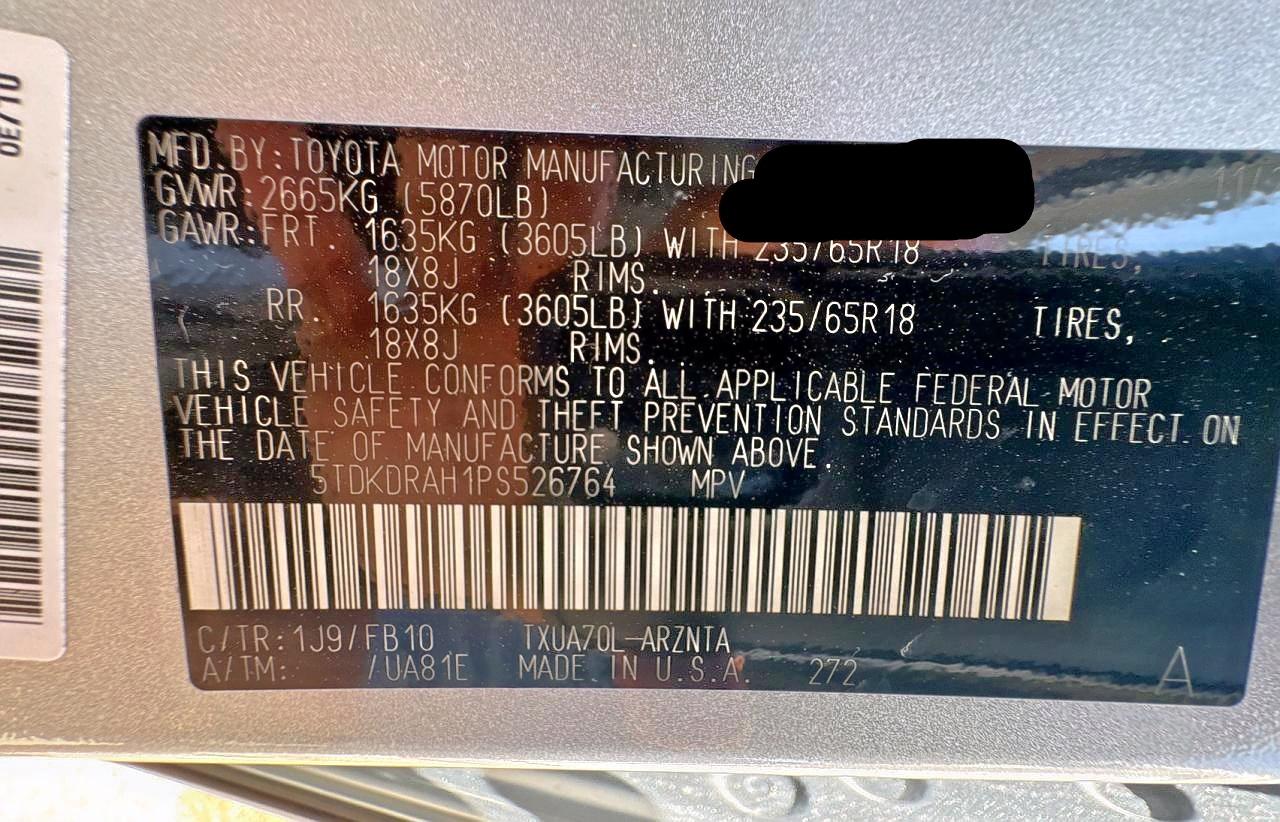 0E/10
MFD.BY:TOYOTA MOTOR MANUFACTURING 11/
GVWR:2665KG (5870LB)
GAWR:FRT. 1635KG (3605LB) WITH 235/65R18 TIRES,
18X8J RIMS.
RR. 1635KG (3605LB) WITH 235/65R18 TIRES,
18X8J RIMS.
THIS VEHICLE CONFORMS TO ALL APPLICABLE FEDERAL MOTOR
VEHICLE SAFETY AND THEFT PREVENTION STANDARDS IN EFFECT ON
THE DATE OF MANUFACTURE SHOWN ABOVE.
5TDKDRAH1PS526764 MPV
C/TR:1J9/FB10 TXUA70L-ARZNTA
A/TM: /UA81E MADE IN U.S.A. 272 A